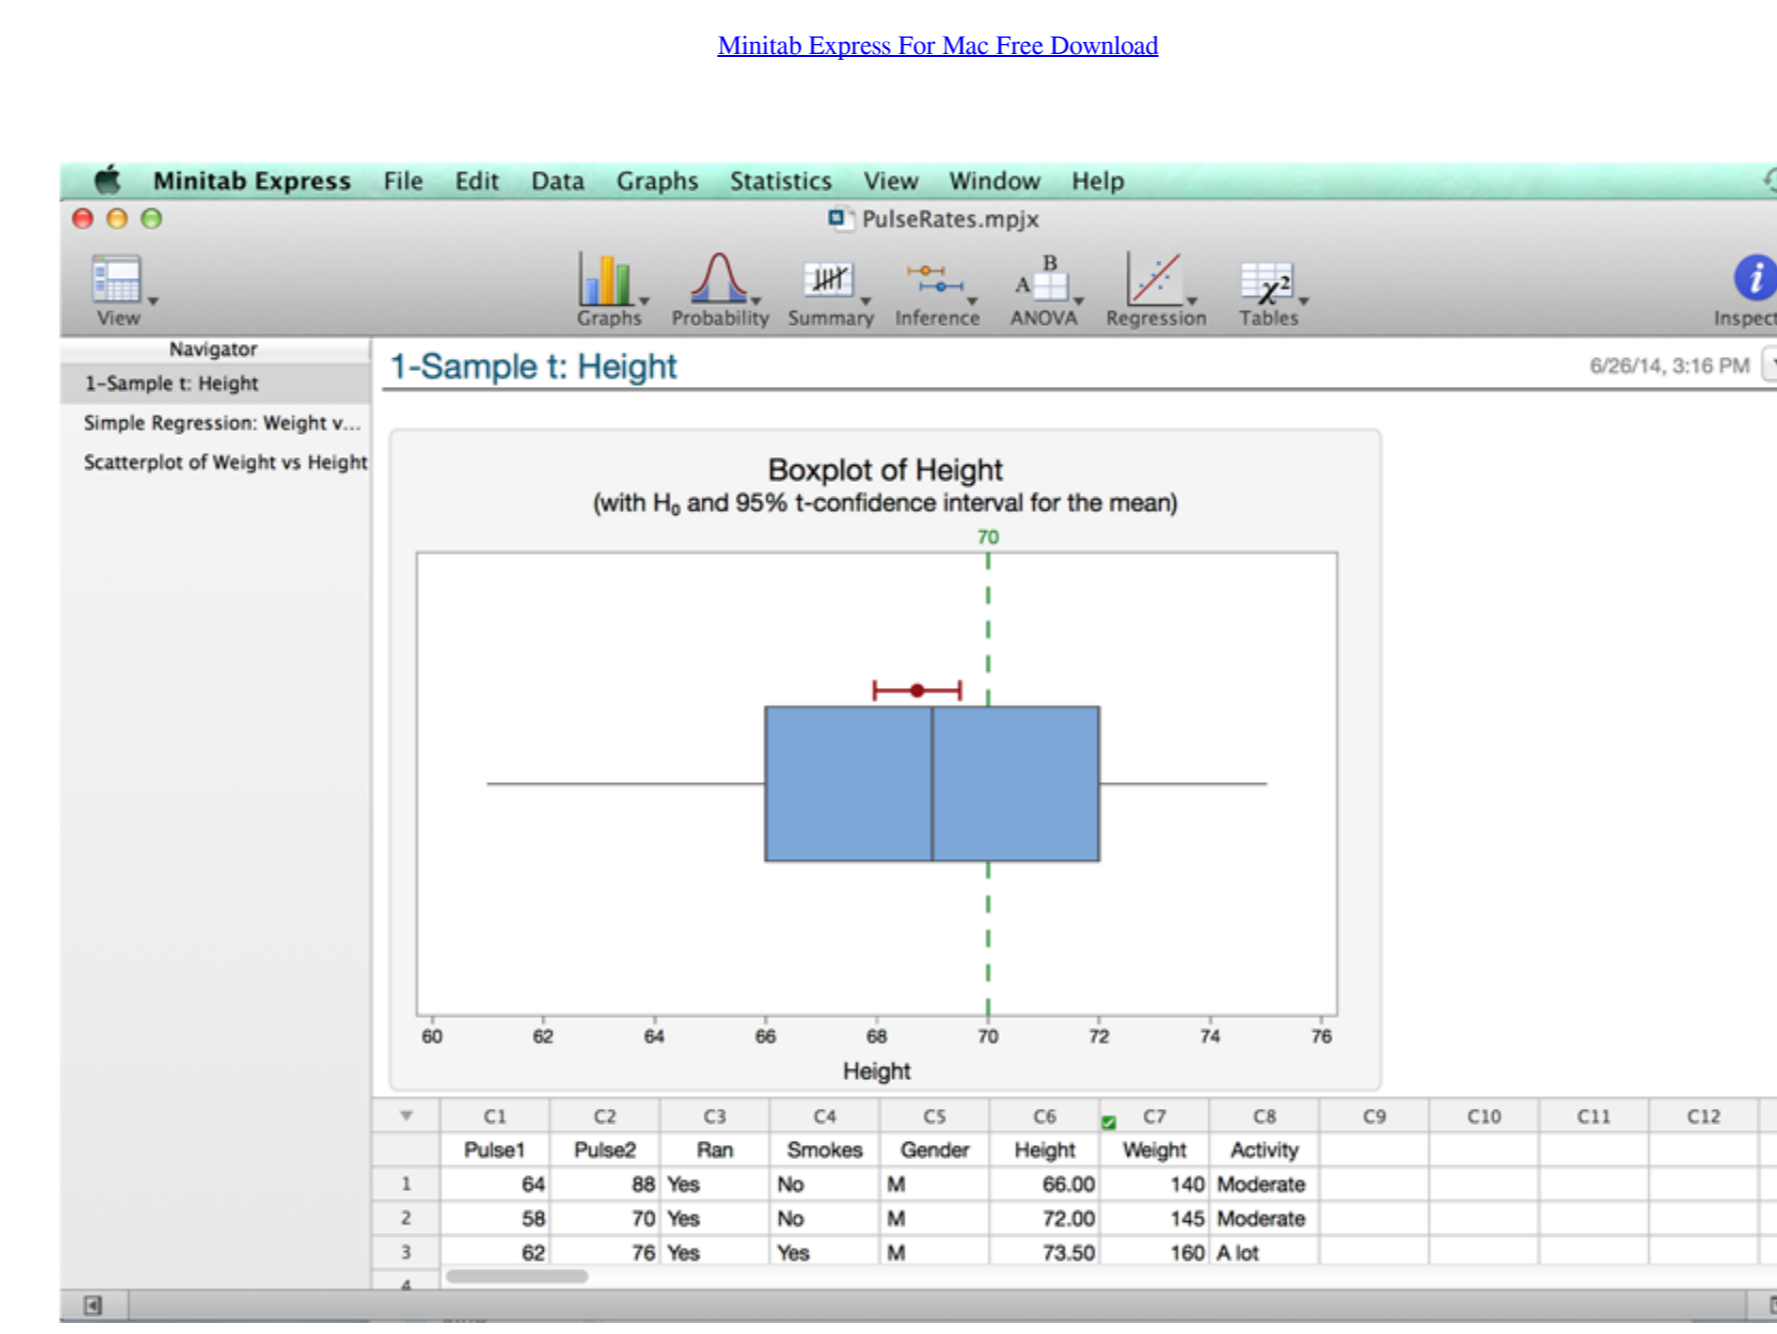 Minitab Express For Mac Free Download
Minitab Express File Edit Data Graphs Statistics View Window Help
PulseRates.mpjx
B
A
χ²
View Graphs Probability Summary Inference ANOVA Regression Tables Inspect
Navigator
1-Sample t: Height
Simple Regression: Weight v...
Scatterplot of Weight vs Height
1-Sample t: Height
6/26/14, 3:16 PM
Boxplot of Height
(with H₀ and 95% t-confidence interval for the mean)
70
60 62 64 66 68 70 72 74 76
Height
C1 C2 C3 C4 C5 C6 C7 C8 C9 C10 C11 C12
Pulse1 Pulse2 Ran Smokes Gender Height Weight Activity
1 64 88 Yes No M 66.00 140 Moderate
2 58 70 Yes No M 72.00 145 Moderate
3 62 76 Yes Yes M 73.50 160 A lot
4